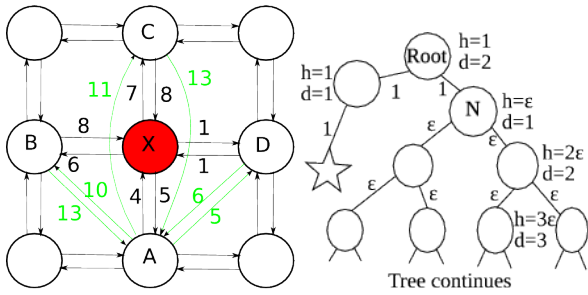 C
11
13
7
8
B
8
X
1
D
6
1
10
13
4
5
6
5
A
Root
h=1
d=2
h=1
d=1
1
1
N
h=ε
d=1
1
ε
ε
h=2ε
d=2
ε
ε
ε
ε
h=3ε
d=3
Tree continues